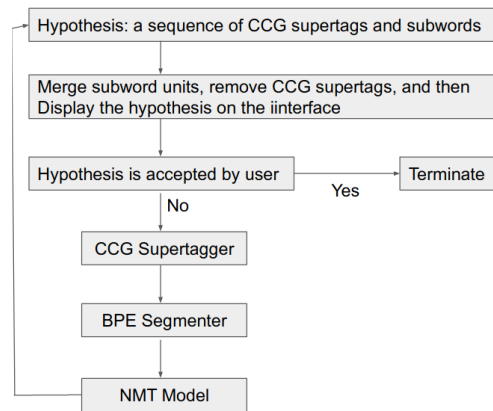 Hypothesis: a sequence of CCG supertags and subwords
Merge subword units, remove CCG supertags, and then
Display the hypothesis on the iinterface
Hypothesis is accepted by user
Terminate
Yes
No
CCG Supertagger
BPE Segmenter
NMT Model